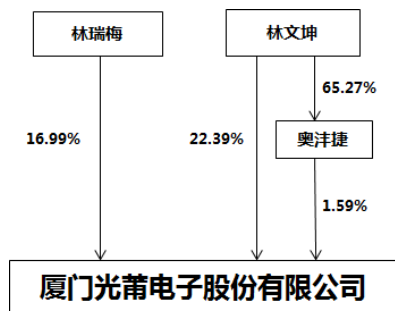 林瑞梅
林文坤
65.27%
16.99%
22.39%
奥沣捷
1.59%
厦门光莆电子股份有限公司